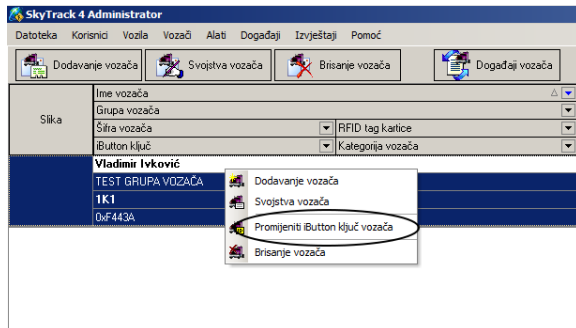 SkyTrack 4 Administrator
Datoteka Korisnici Vozila Vozači Alati Događaji Izvještaji Pomoć
Dodavanje vozača Svojstva vozača Brisanje vozača Događaji vozača
Slika
Ime vozača
Grupa vozača
Šifra vozača RFID tag kartice
iButton ključ Kategorija vozača
Vladimir Ivković
TEST GRUPA VOZAČA
1K1
0xF443A
Dodavanje vozača
Svojstva vozača
Promijeniti iButton ključ vozača
Brisanje vozača